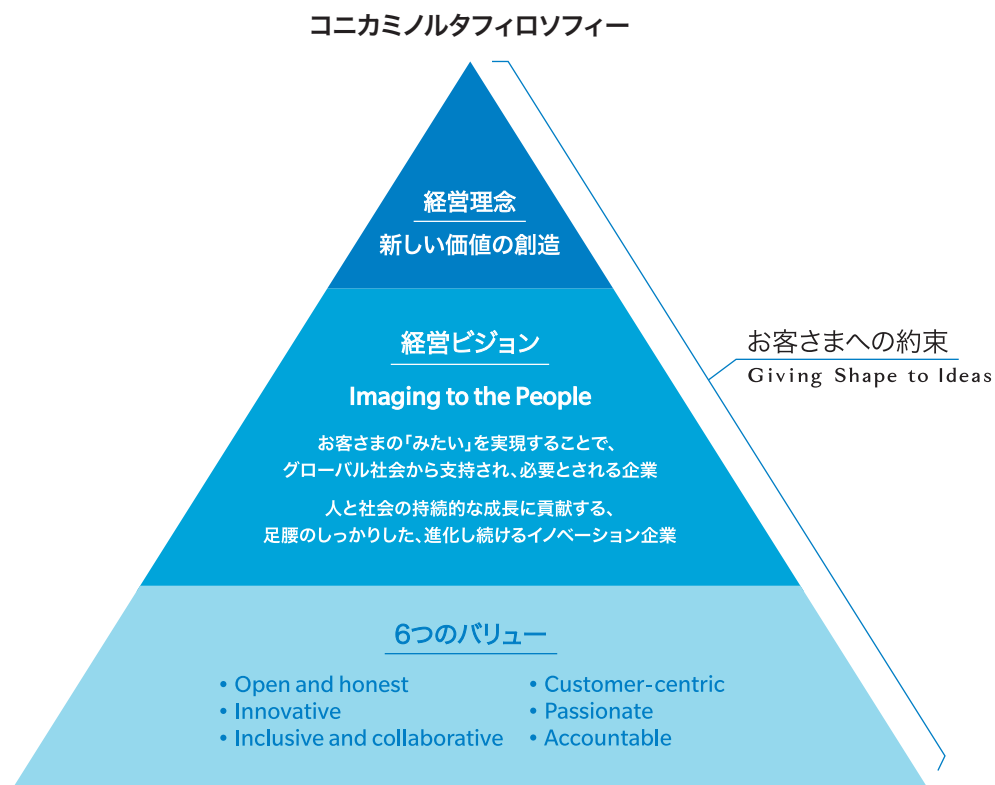 コニカミノルタフィロソフィー
経営理念
新しい価値の創造
経営ビジョン
Imaging to the People
お客さまの「みたい」を実現することで、
グローバル社会から支持され、必要とされる企業
人と社会の持続的な成長に貢献する、
足腰のしっかりした、進化し続けるイノベーション企業
お客さまへの約束
Giving Shape to Ideas
6つのバリュー
• Open and honest
• Innovative
• Inclusive and collaborative
• Customer-centric
• Passionate
• Accountable